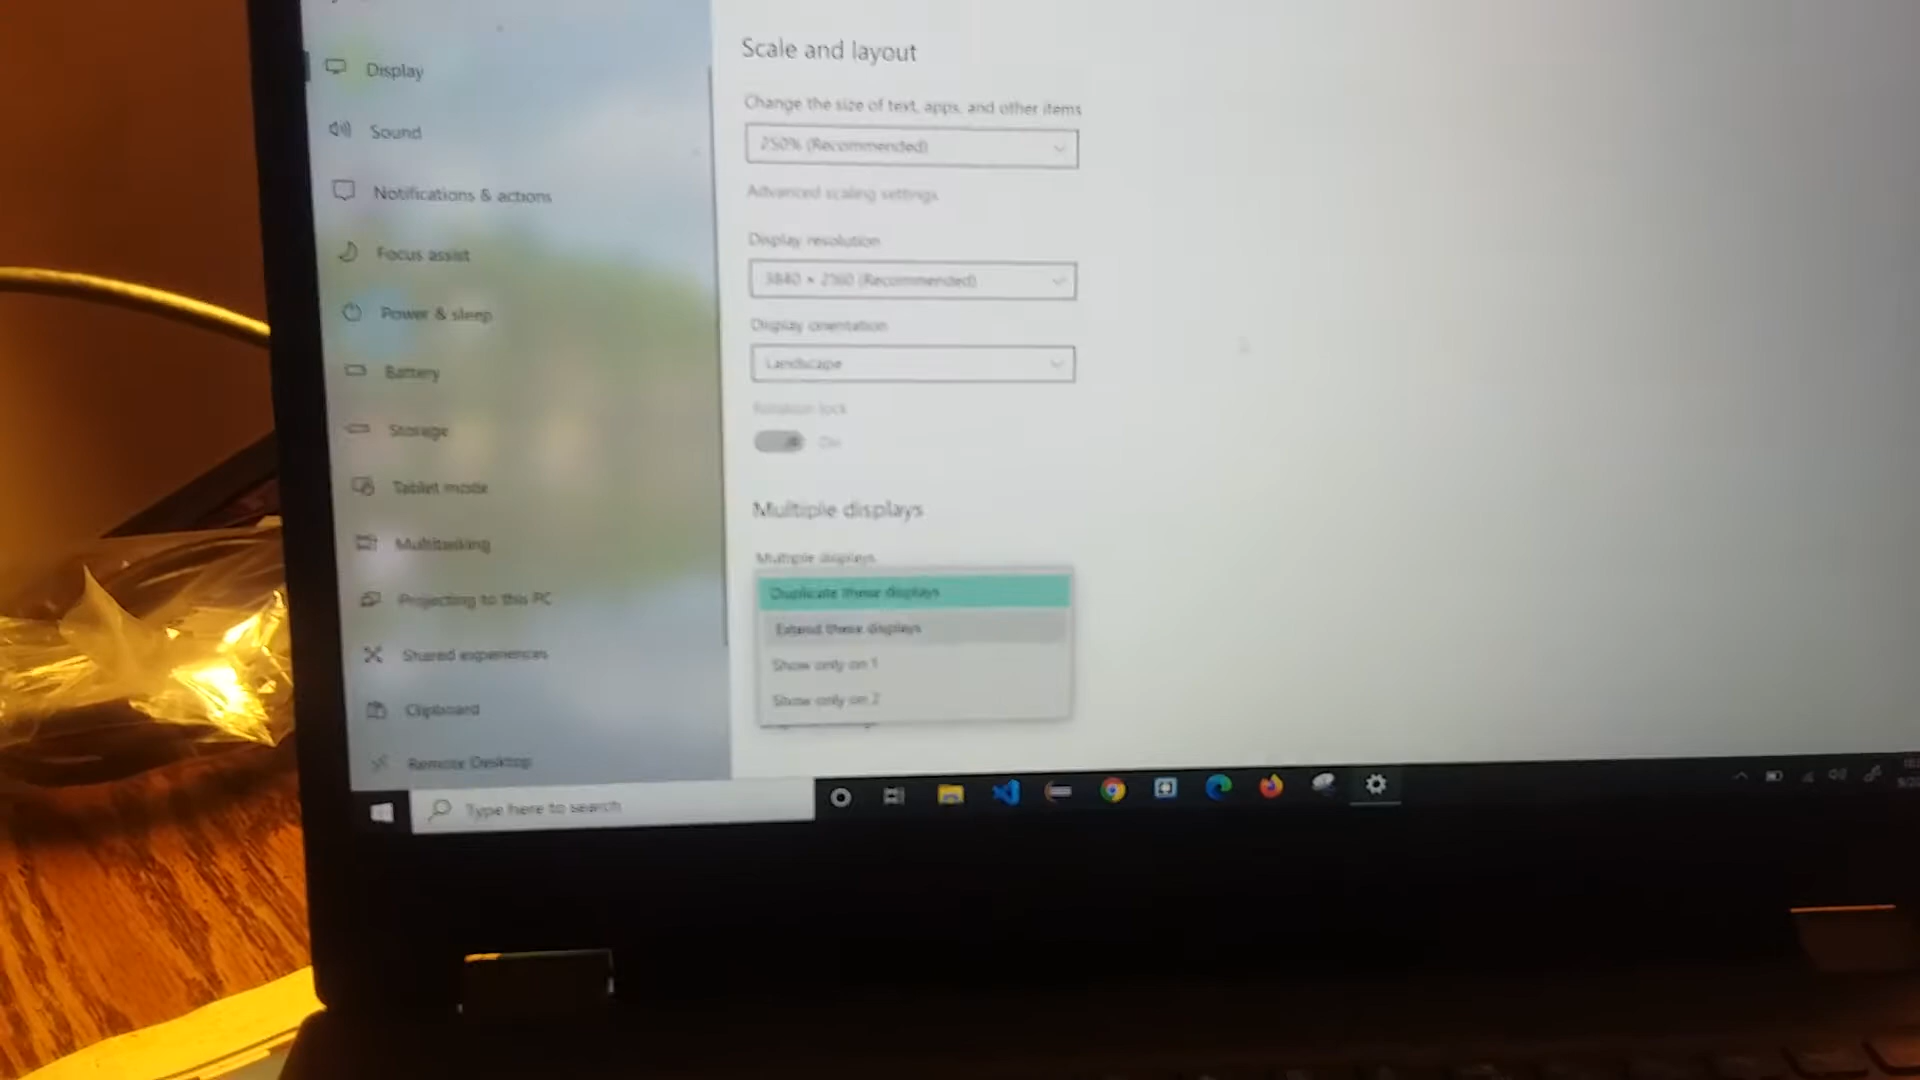 Display
Sound
Notifications & actions
Focus assist
Power & sleep
Battery
Storage
Tablet mode
Multitasking
Projecting to this PC
Shared experiences
Clipboard
Remote Desktop
Scale and layout
Change the size of text, apps, and other items
250% (Recommended)
Advanced scaling settings
Display resolution
3840 × 2160 (Recommended)
Display orientation
Landscape
Rotation lock
On
Multiple displays
Multiple displays
Duplicate these displays
Extend these displays
Show only on 1
Show only on 2
Type here to search